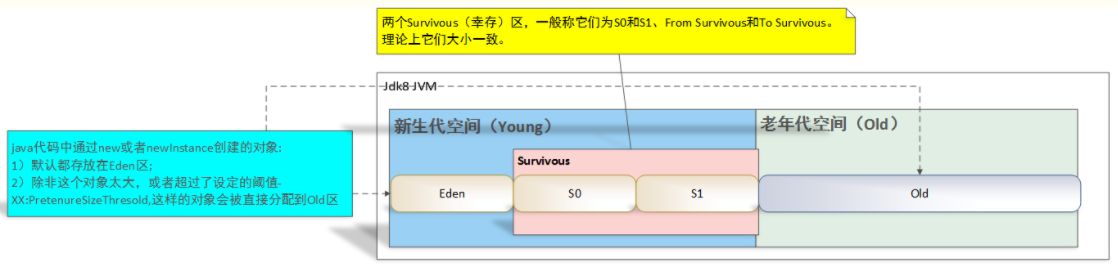 两个Survivous（幸存）区，一般称它们为S0和S1、From Survivous和To Survivous。
理论上它们大小一致。
Jdk8 JVM
新生代空间（Young）
老年代空间（Old）
java代码中通过new或者newInstance创建的对象:
1）默认都存放在Eden区;
2）除非这个对象太大，或者超过了设定的阈值-
XX:PretenureSizeThresold,这样的对象会被直接分配到Old区
Survivous
Eden
S0
S1
Old